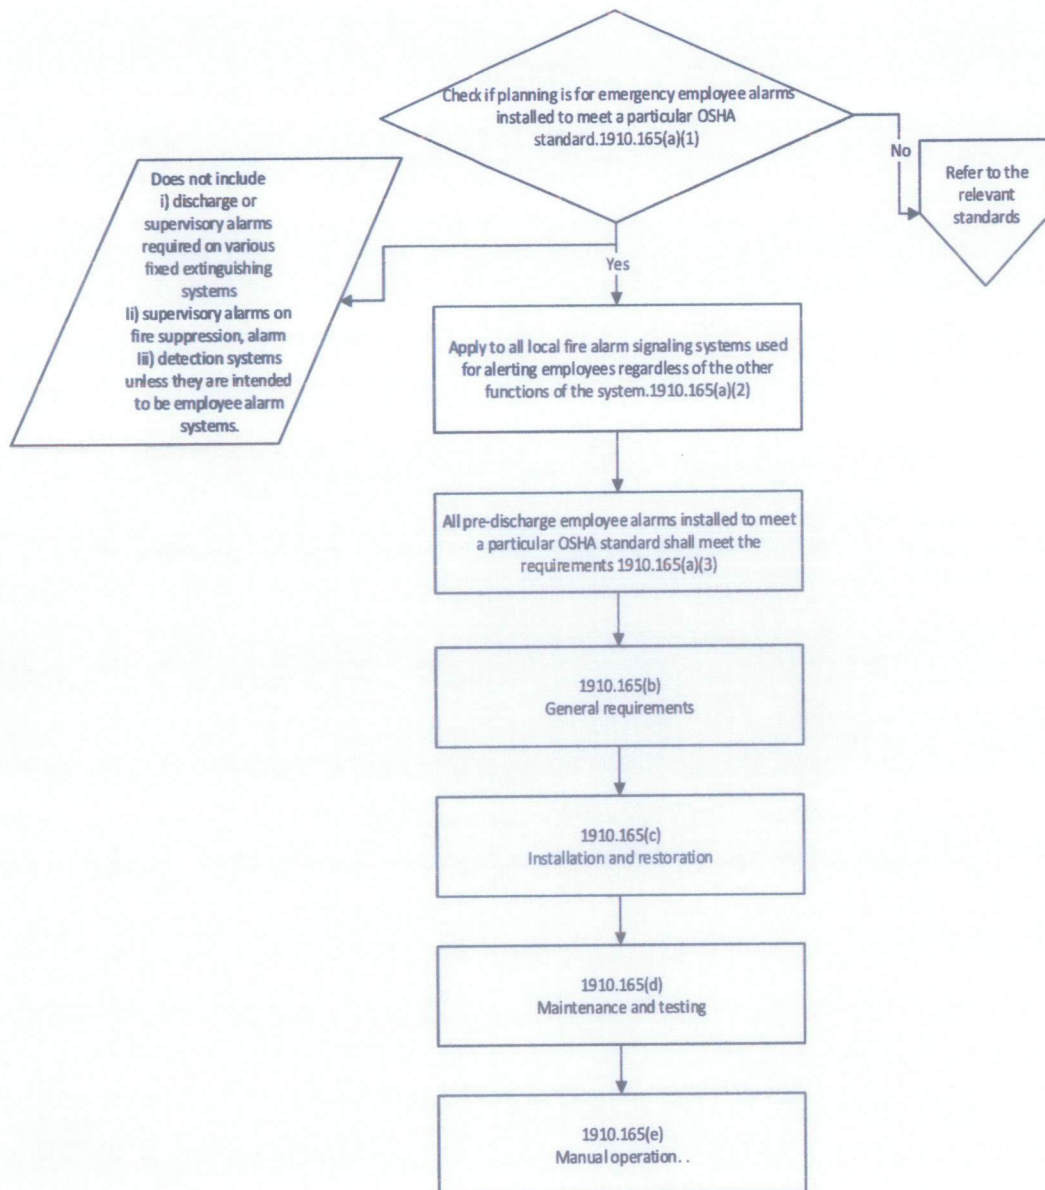 Check if planning is for emergency employee alarms
installed to meet a particular OSHA
standard.1910.165(a)(1)
No
Refer to the
relevant
standards
Does not include
i) discharge or
supervisory alarms
required on various
fixed extinguishing
systems
Ii) supervisory alarms on
fire suppression, alarm
Iii) detection systems
unless they are intended
to be employee alarm
systems.
Yes
Apply to all local fire alarm signaling systems used
for alerting employees regardless of the other
functions of the system.1910.165(a)(2)
All pre-discharge employee alarms installed to meet
a particular OSHA standard shall meet the
requirements 1910.165(a)(3)
1910.165(b)
General requirements
1910.165(c)
Installation and restoration
1910.165(d)
Maintenance and testing
1910.165(e)
Manual operation. .